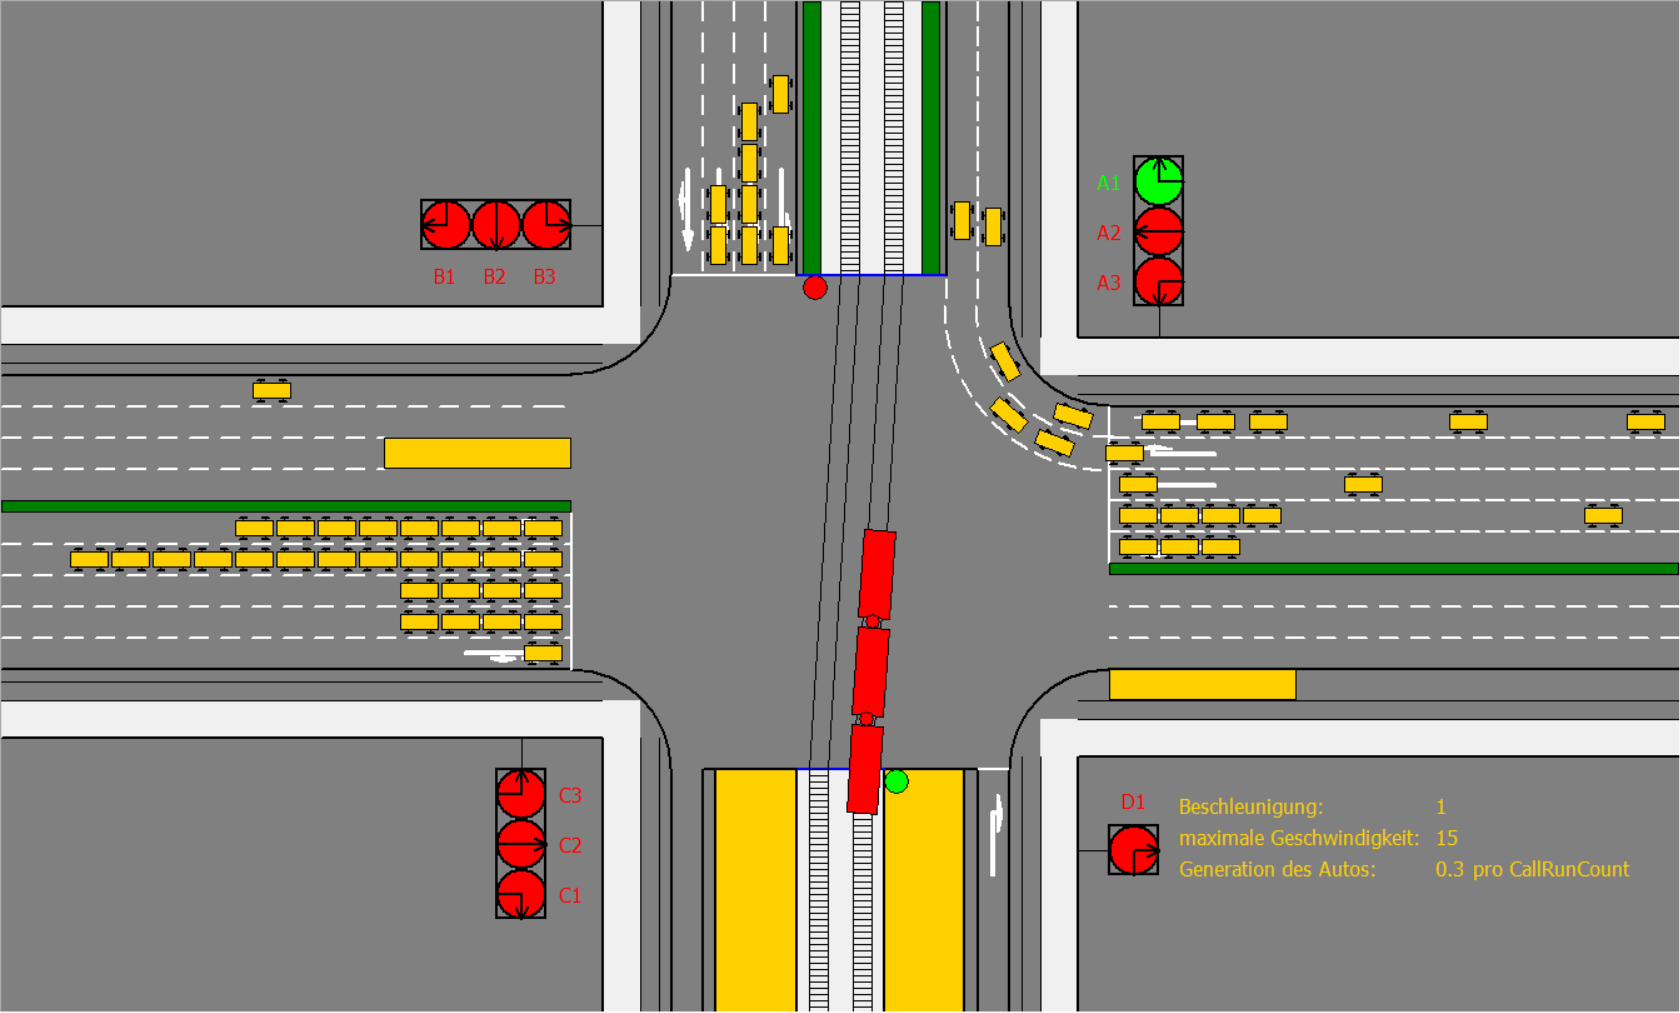 A1
A2
A3
B1 B2 B3
C3
C2
C1
D1
Beschleunigung: 1
maximale Geschwindigkeit: 15
Generation des Autos: 0.3 pro CallRunCount